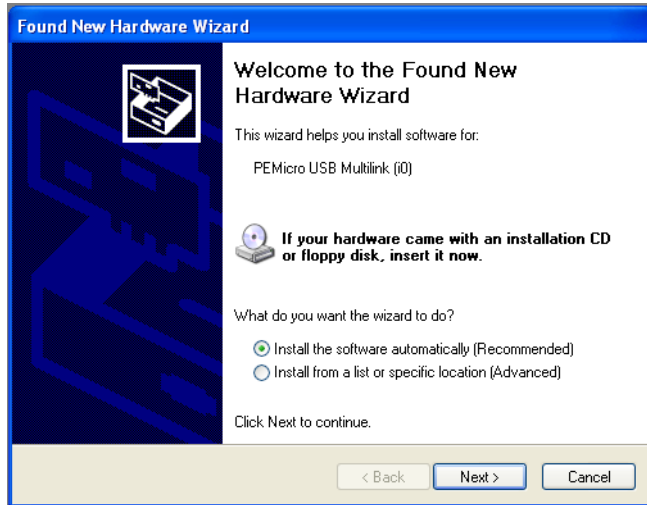 Found New Hardware Wizard
Welcome to the Found New
Hardware Wizard
This wizard helps you install software for:
PEMicro USB Multilink (i0)
If your hardware came with an installation CD
or floppy disk, insert it now.
What do you want the wizard to do?
Install the software automatically (Recommended)
Install from a list or specific location (Advanced)
Click Next to continue.
< Back
Next >
Cancel